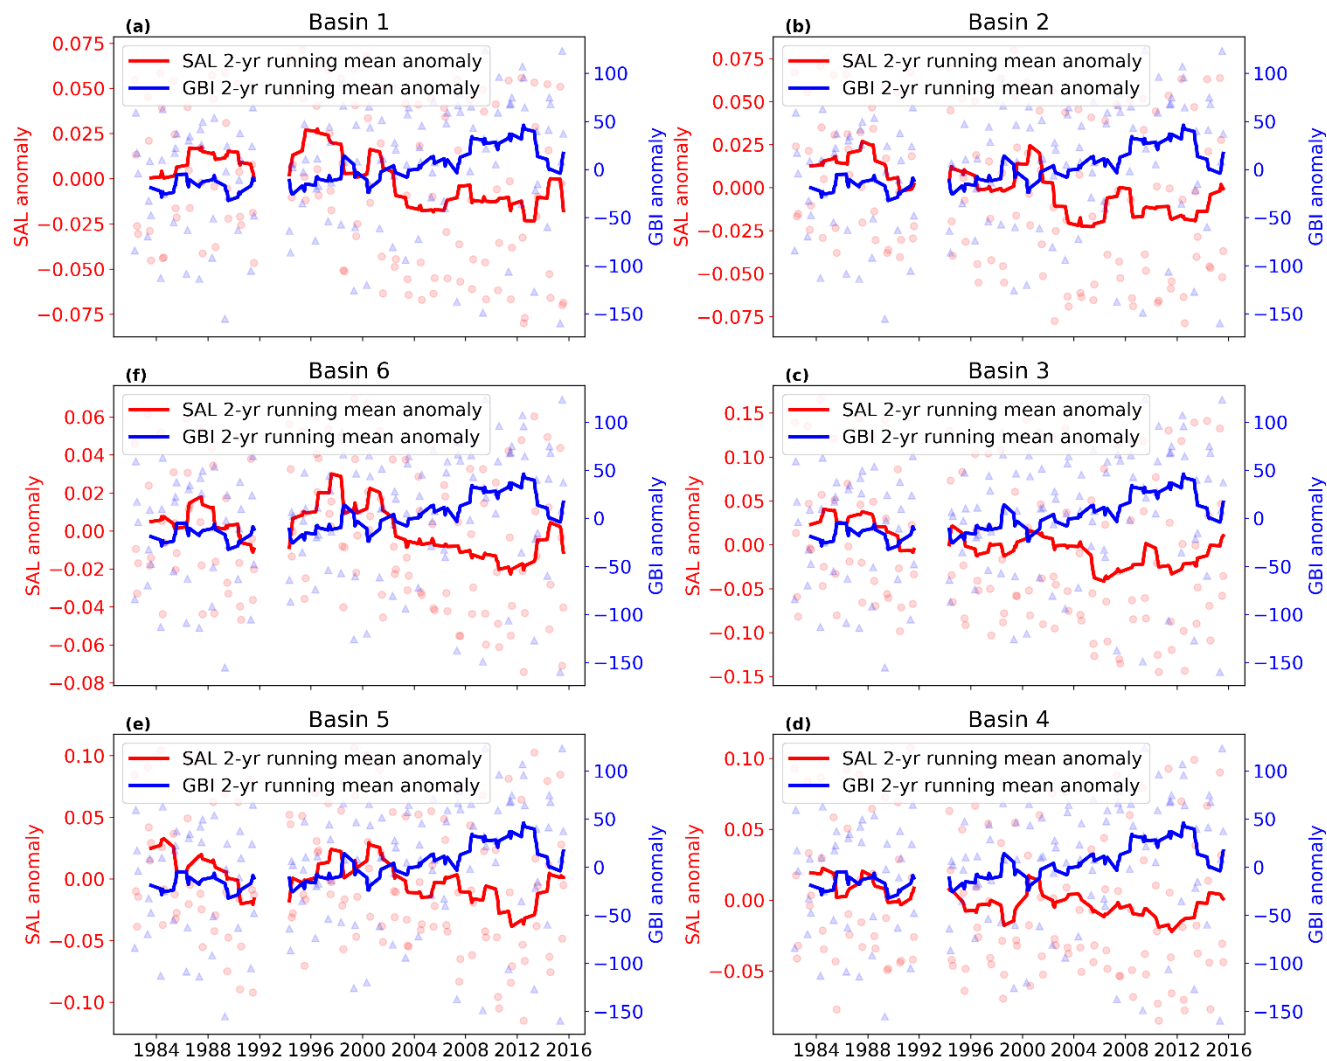 (a) Basin 1
SAL 2-yr running mean anomaly
GBI 2-yr running mean anomaly
0.075
0.050
0.025
0.000
−0.025
−0.050
−0.075
SAL anomaly
100
50
0
−50
−100
−150
GBI anomaly
(b) Basin 2
SAL 2-yr running mean anomaly
GBI 2-yr running mean anomaly
0.075
0.050
0.025
0.000
−0.025
−0.050
−0.075
SAL anomaly
100
50
0
−50
−100
−150
GBI anomaly
(f) Basin 6
SAL 2-yr running mean anomaly
GBI 2-yr running mean anomaly
0.06
0.04
0.02
0.00
−0.02
−0.04
−0.06
−0.08
SAL anomaly
100
50
0
−50
−100
−150
GBI anomaly
(c) Basin 3
SAL 2-yr running mean anomaly
GBI 2-yr running mean anomaly
0.15
0.10
0.05
0.00
−0.05
−0.10
−0.15
SAL anomaly
100
50
0
−50
−100
−150
GBI anomaly
(e) Basin 5
SAL 2-yr running mean anomaly
GBI 2-yr running mean anomaly
0.10
0.05
0.00
−0.05
−0.10
SAL anomaly
100
50
0
−50
−100
−150
GBI anomaly
1984 1988 1992 1996 2000 2004 2008 2012 2016
(d) Basin 4
SAL 2-yr running mean anomaly
GBI 2-yr running mean anomaly
0.10
0.05
0.00
−0.05
SAL anomaly
100
50
0
−50
−100
−150
GBI anomaly
1984 1988 1992 1996 2000 2004 2008 2012 2016